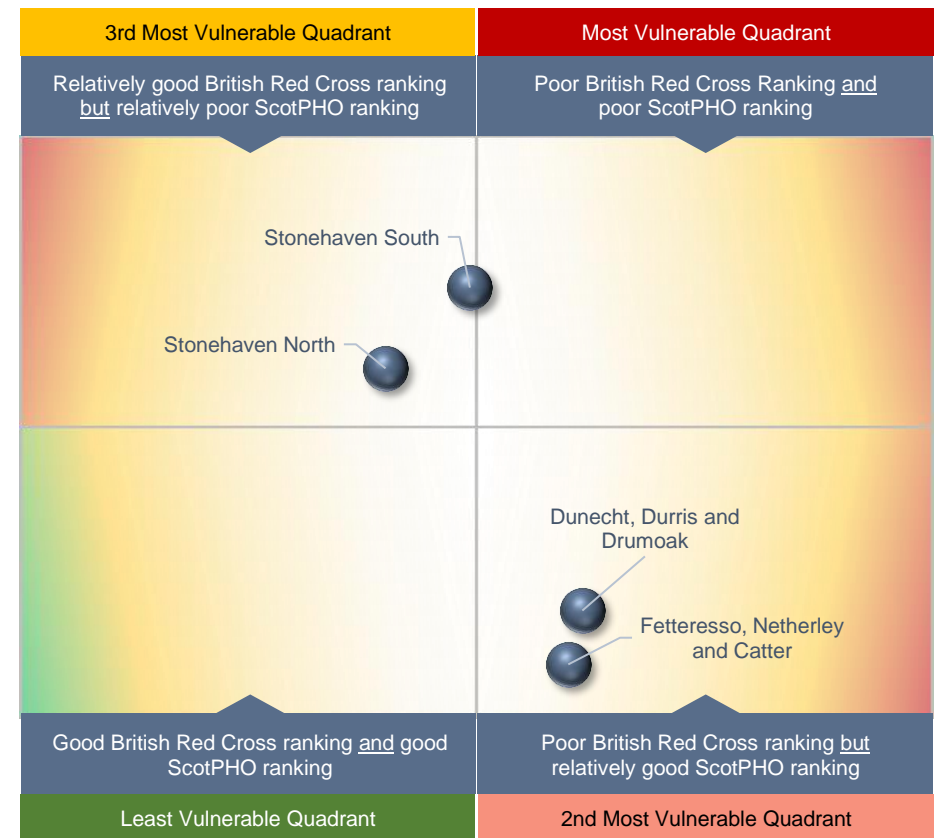 3rd Most Vulnerable Quadrant
Most Vulnerable Quadrant
Relatively good British Red Cross ranking
but relatively poor ScotPHO ranking
Poor British Red Cross Ranking and
poor ScotPHO ranking
Stonehaven South
Stonehaven North
Dunecht, Durris and
Drumoak
Fetteresso, Netherley
and Catter
Good British Red Cross ranking and good
ScotPHO ranking
Poor British Red Cross ranking but
relatively good ScotPHO ranking
Least Vulnerable Quadrant
2nd Most Vulnerable Quadrant